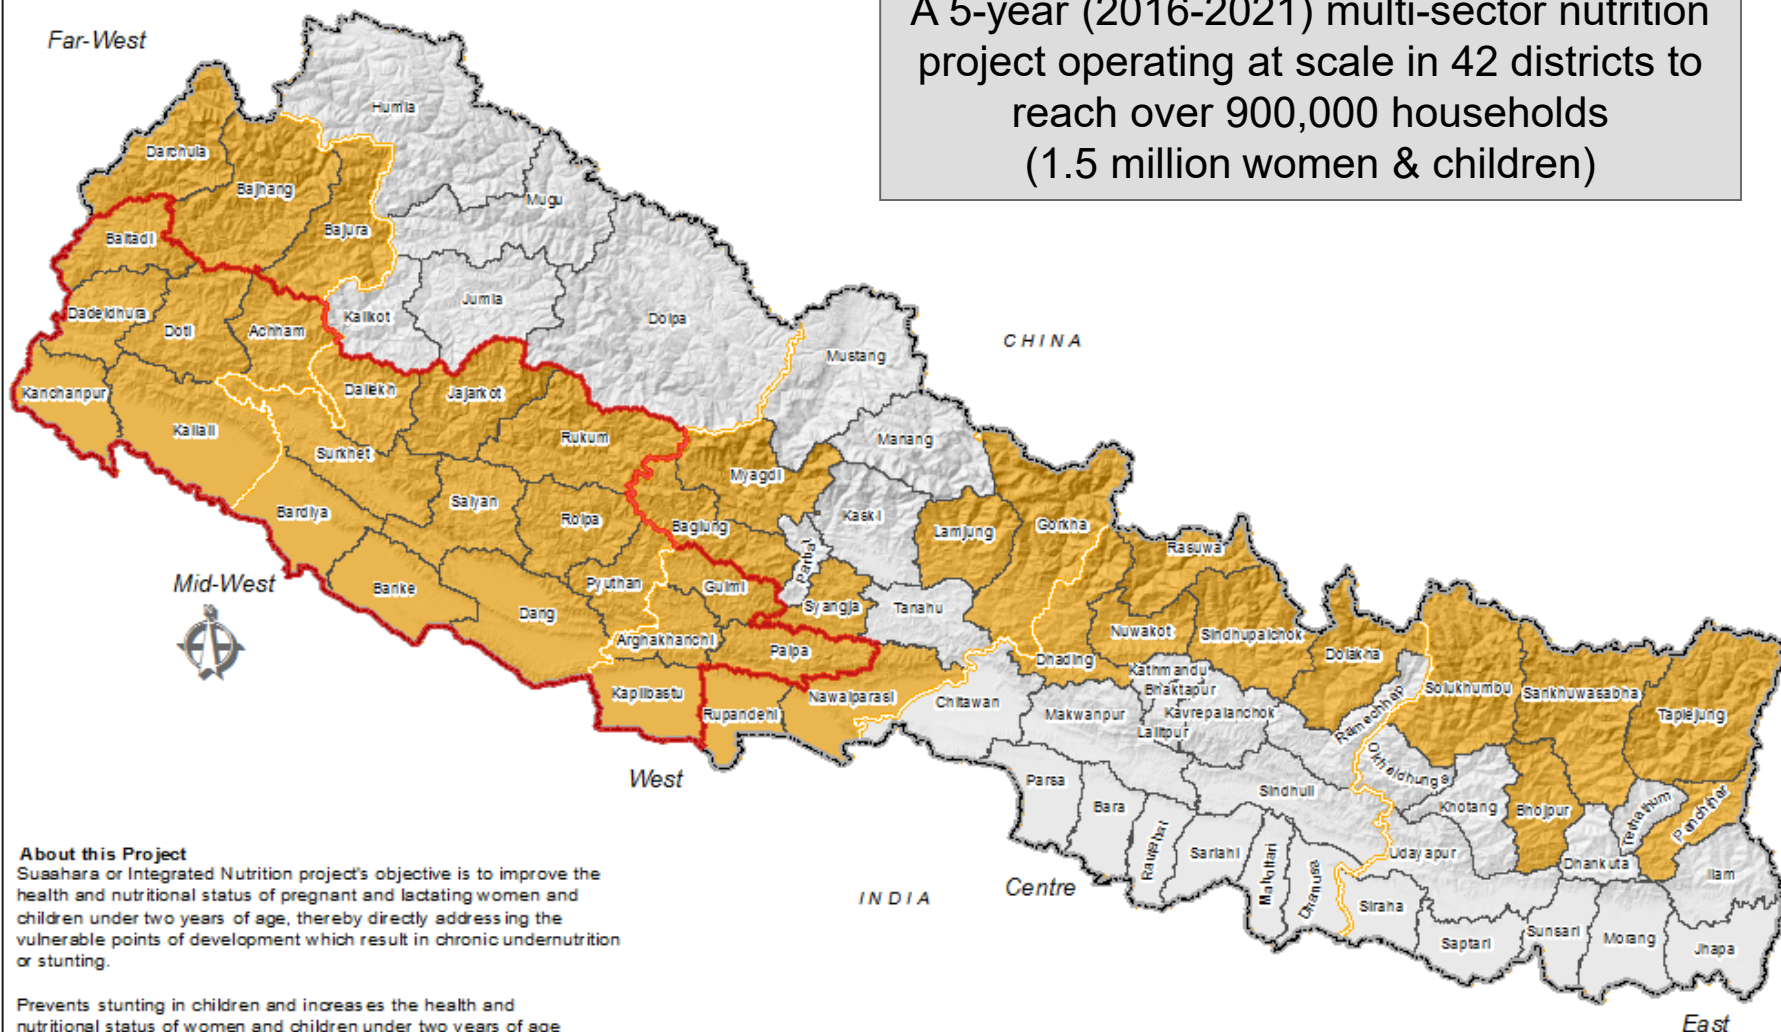 A 5-year (2016-2021) multi-sector nutrition
project operating at scale in 42 districts to
reach over 900,000 households
(1.5 million women & children)
Far-West
Humla
Darchula
Bajhang
Mugu
Bajura
Baitadi
Jumla
Kalikot
Dolpa
Dadeldhura
Doti
Achham
CHINA
Mustang
Kanchanpur
Dailekh
Jajarkot
Kailali
Rukum
Manang
Surkhet
Myagdi
Salyan
Bardiya
Rolpa
Baglung
Kaski
Lamjung
Gorkha
Rasuwa
Parbat
Mid-West
Banke
Pyuthan
Gulmi
Syangja
Tanahu
Dang
Arghakhanchi
Palpa
Nuwakot
Sindhupalchok
Dhading
Dolakha
Kathmandu
Bhaktapur
Kapilbastu
Rupandehi
Nawalparasi
Chitawan
Makwanpur
Kavrepalanchok
Lalitpur
Ramechhap
Solukhumbu
Sankhuwasabha
Taplejung
West
Parsa
Bara
Sindhuli
Okhaldhunga
Khotang
Bhojpur
Terhathum
Panchthar
Rautahat
Sarlahi
Mahottari
Dhanusa
Udayapur
Dhankuta
Ilam
INDIA
Centre
Siraha
Saptari
Sunsari
Morang
Jhapa
East
About this Project
Suaahara or Integrated Nutrition project's objective is to improve the
health and nutritional status of pregnant and lactating women and
children under two years of age, thereby directly addressing the
vulnerable points of development which result in chronic undernutrition
or stunting.
Prevents stunting in children and increases the health and
nutritional status of women and children under two years of age